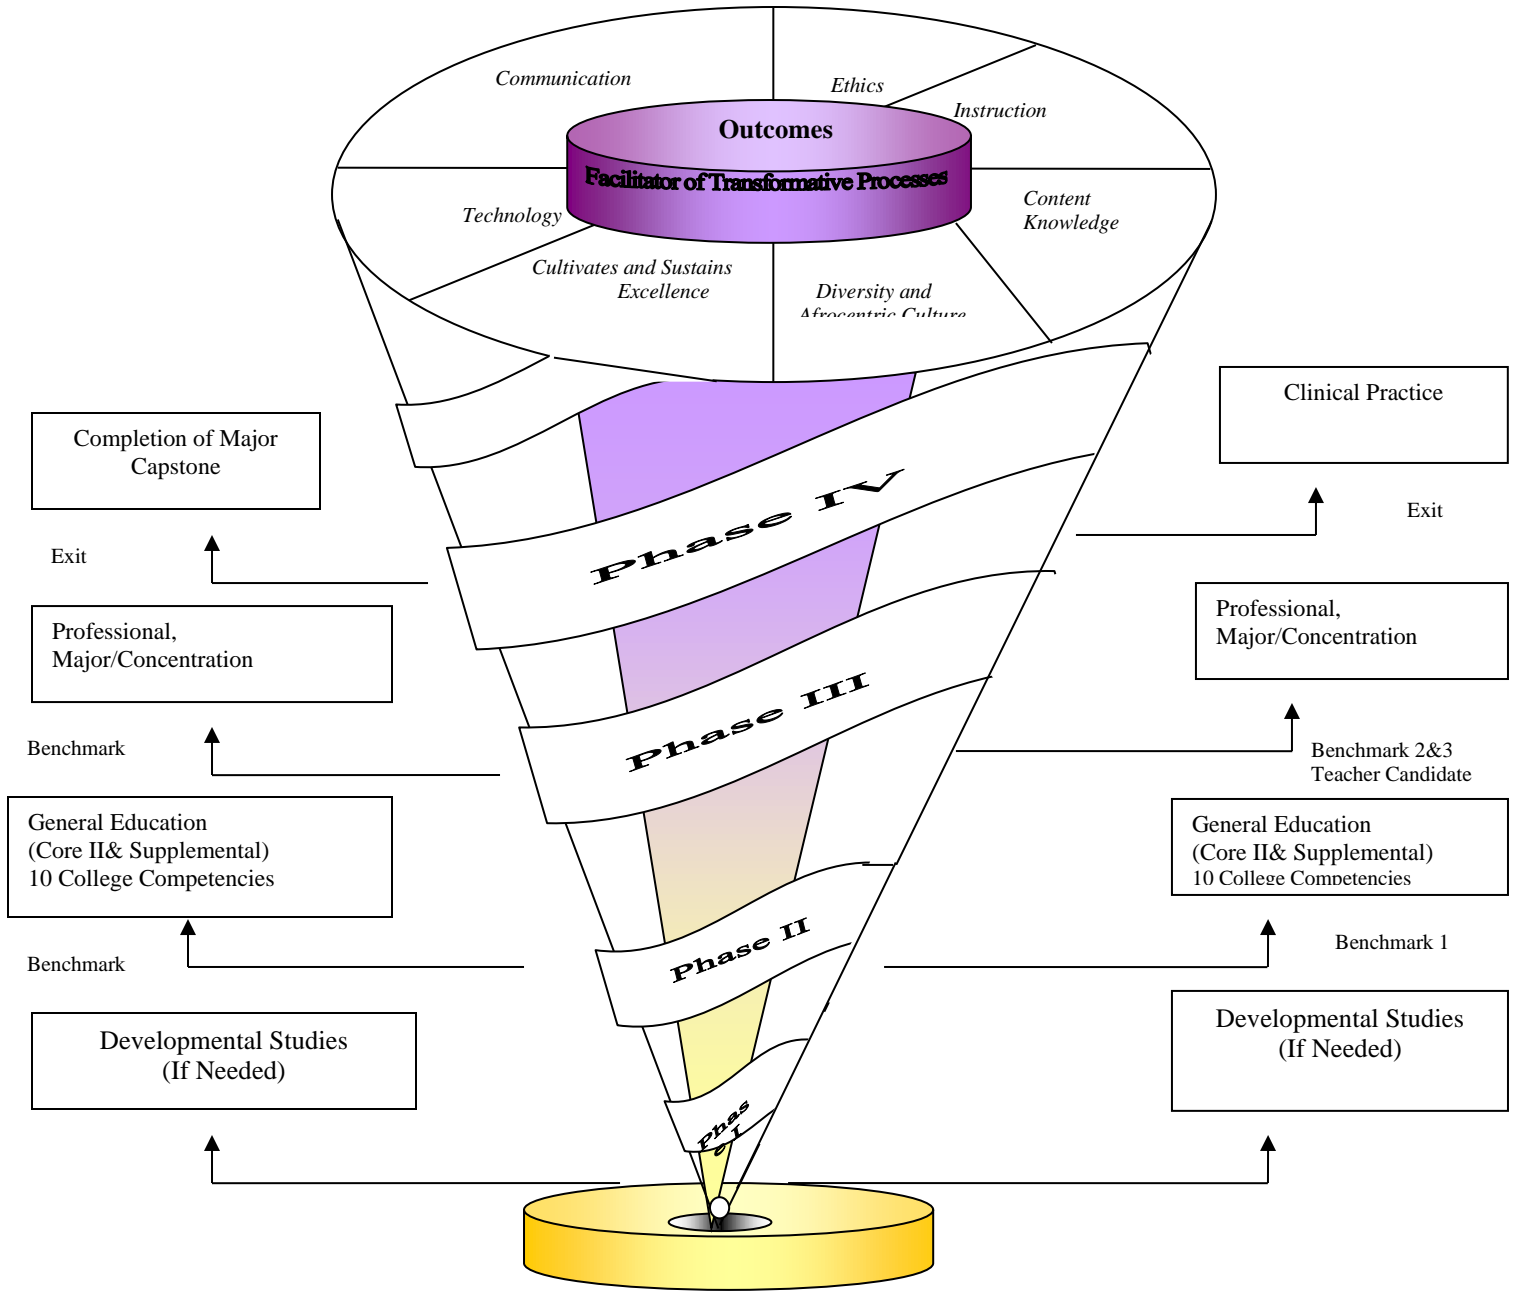 Communication
Ethics
Instruction
Outcomes
Facilitator of Transformative Processes
Content
Knowledge
Technology
Cultivates and Sustains
Excellence
Diversity and
Afrocentric Culture
Clinical Practice
Completion of Major
Capstone
Phase IV
Exit
Exit
Professional,
Major/Concentration
Professional,
Major/Concentration
Phase III
Benchmark
Benchmark 2&3
Teacher Candidate
General Education
(Core II& Supplemental)
10 College Competencies
General Education
(Core II& Supplemental)
10 College Competencies
Phase II
Benchmark
Benchmark 1
Developmental Studies
(If Needed)
Developmental Studies
(If Needed)
Phas
e I